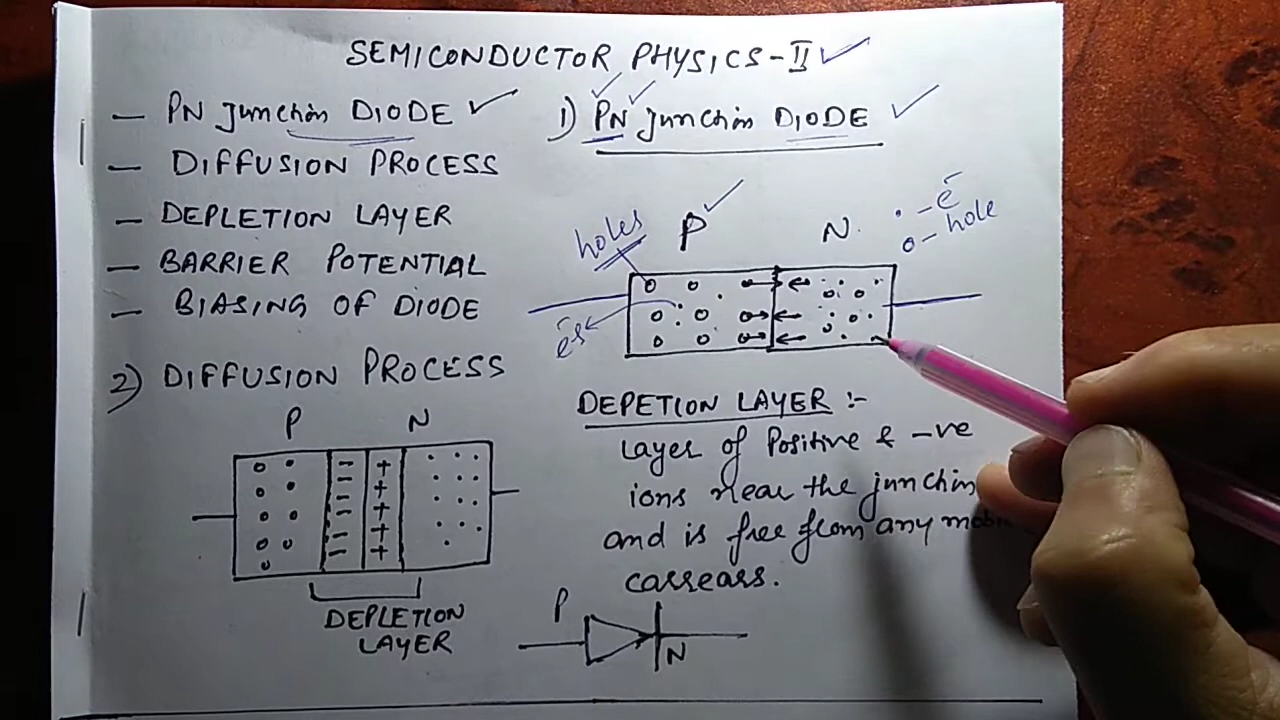 SEMICONDUCTOR PHYSICS-II
- PN Junction DIODE
- DIFFUSION PROCESS
- DEPLETION LAYER
- BARRIER POTENTIAL
- BIASING OF DIODE
1) PN Junction DIODE
P N
holes
es
. - e
o - hole
2) DIFFUSION PROCESS
P N
DEPLETION
LAYER
DEPETION LAYER :-
Layer of Positive & -ve
ions near the junction
and is free from any
carrears.
P
N